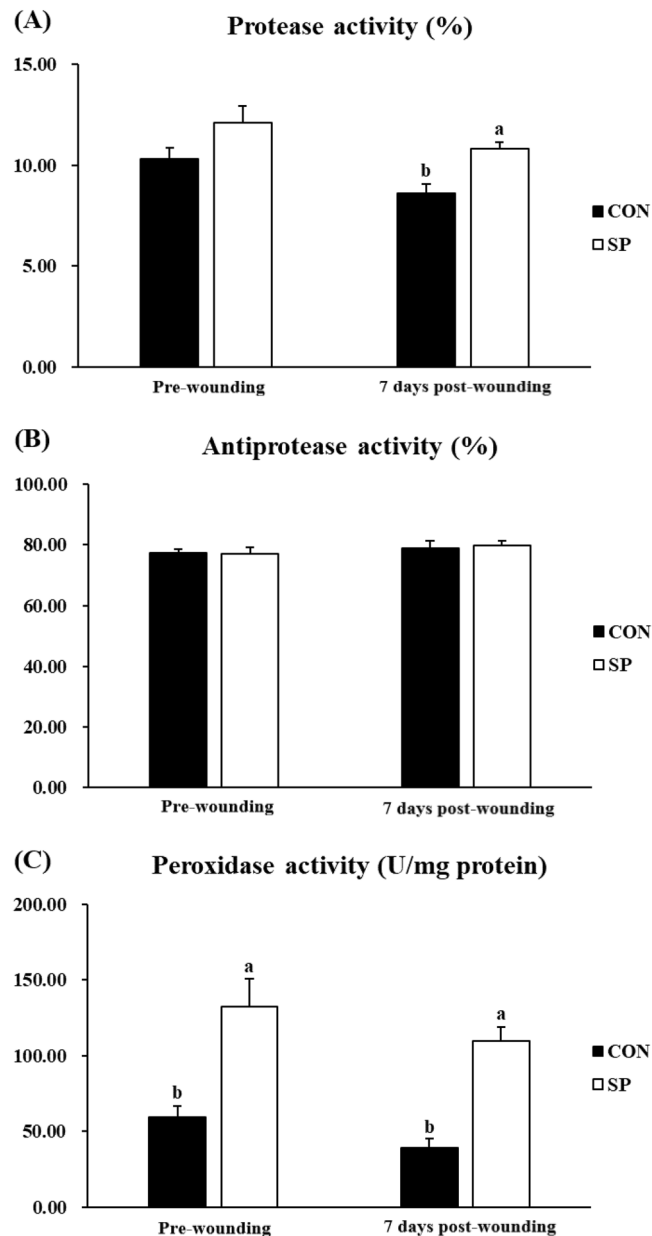 (A)
Protease activity (%)
15.00
10.00
5.00
0.00
b
a
CON
SP
Pre-wounding
7 days post-wounding
(B)
Antiprotease activity (%)
100.00
80.00
60.00
40.00
20.00
0.00
CON
SP
Pre-wounding
7 days post-wounding
(C)
Peroxidase activity (U/mg protein)
200.00
150.00
100.00
50.00
0.00
b
a
b
a
CON
SP
Pre-wounding
7 days post-wounding